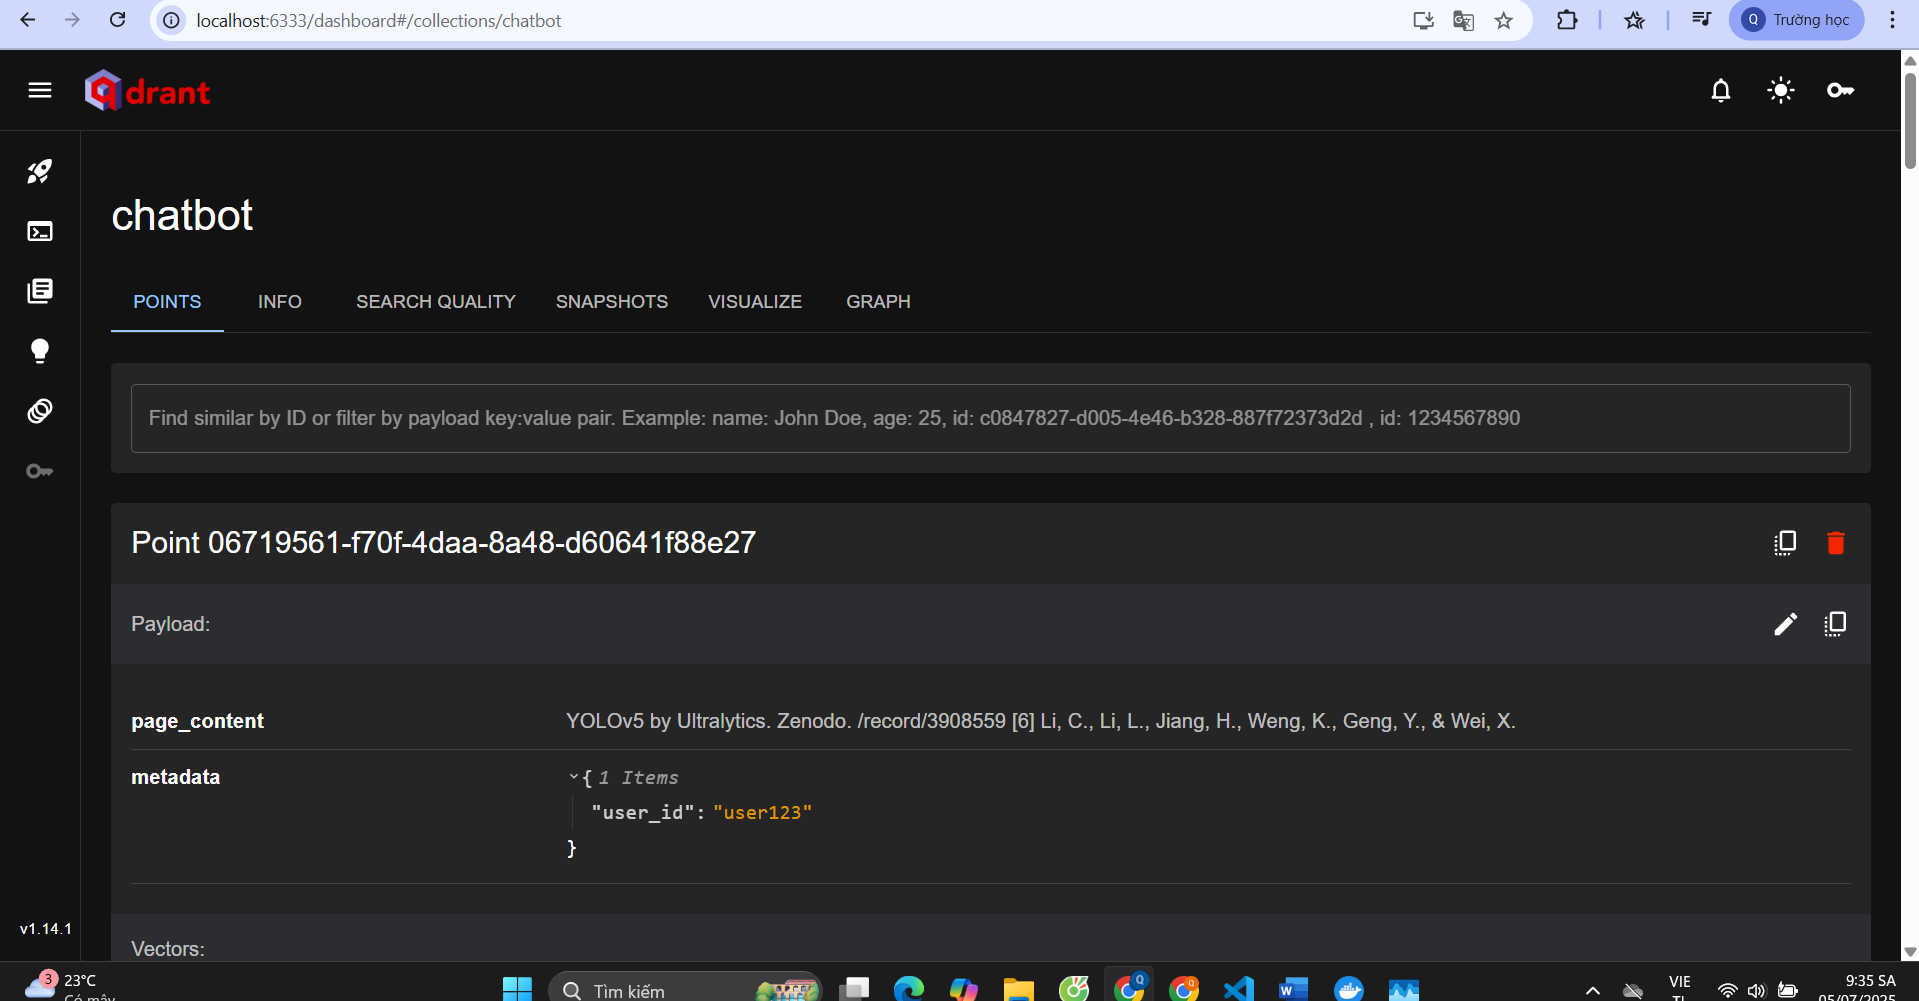 localhost:6333/dashboard#/collections/chatbot
Q Trường học
qdrant
chatbot
POINTS INFO SEARCH QUALITY SNAPSHOTS VISUALIZE GRAPH
Find similar by ID or filter by payload key:value pair. Example: name: John Doe, age: 25, id: c0847827-d005-4e46-b328-887f72373d2d , id: 1234567890
Point 06719561-f70f-4daa-8a48-d60641f88e27
Payload:
page_content YOLOv5 by Ultralytics. Zenodo. /record/3908559 [6] Li, C., Li, L., Jiang, H., Weng, K., Geng, Y., & Wei, X.
metadata { 1 Items
"user_id": "user123"
}
Vectors:
v1.14.1
3 23°C
Có mây
Tìm kiếm
Q
W
VIE
TL
9:35 SA
05/07/2025